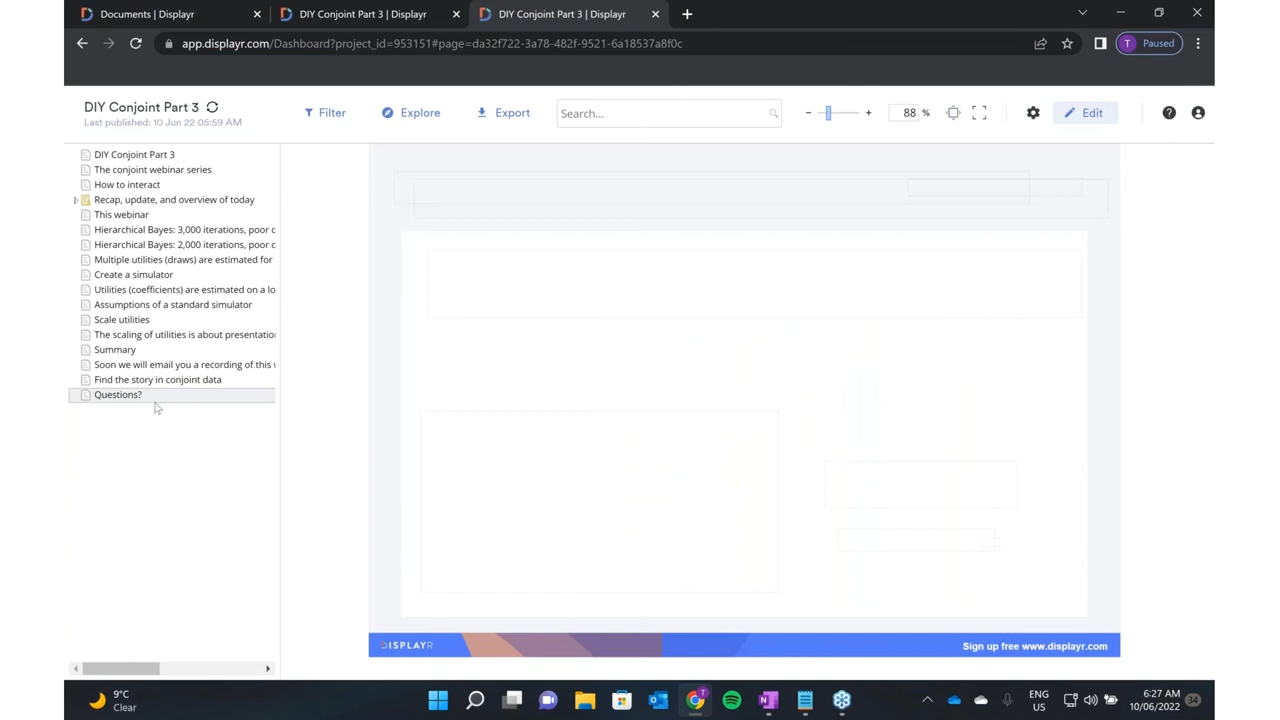 Documents | Displayr
DIY Conjoint Part 3 | Displayr
DIY Conjoint Part 3 | Displayr
app.displayr.com/Dashboard?project_id=953151#page=da32f722-3a78-482f-9521-6a18537a8f0c
T Paused
DIY Conjoint Part 3
Last published: 10 Jun 22 05:59 AM
Filter
Explore
Export
Search...
88 %
Edit
DIY Conjoint Part 3
The conjoint webinar series
How to interact
Recap, update, and overview of today
This webinar
Hierarchical Bayes: 3,000 iterations, poor c
Hierarchical Bayes: 2,000 iterations, poor c
Multiple utilities (draws) are estimated for
Create a simulator
Utilities (coefficients) are estimated on a lo
Assumptions of a standard simulator
Scale utilities
The scaling of utilities is about presentation
Summary
Soon we will email you a recording of this w
Find the story in conjoint data
Questions?
DISPLAYR
Sign up free www.displayr.com
9°C
Clear
T
ENG
US
6:27 AM
10/06/2022
34